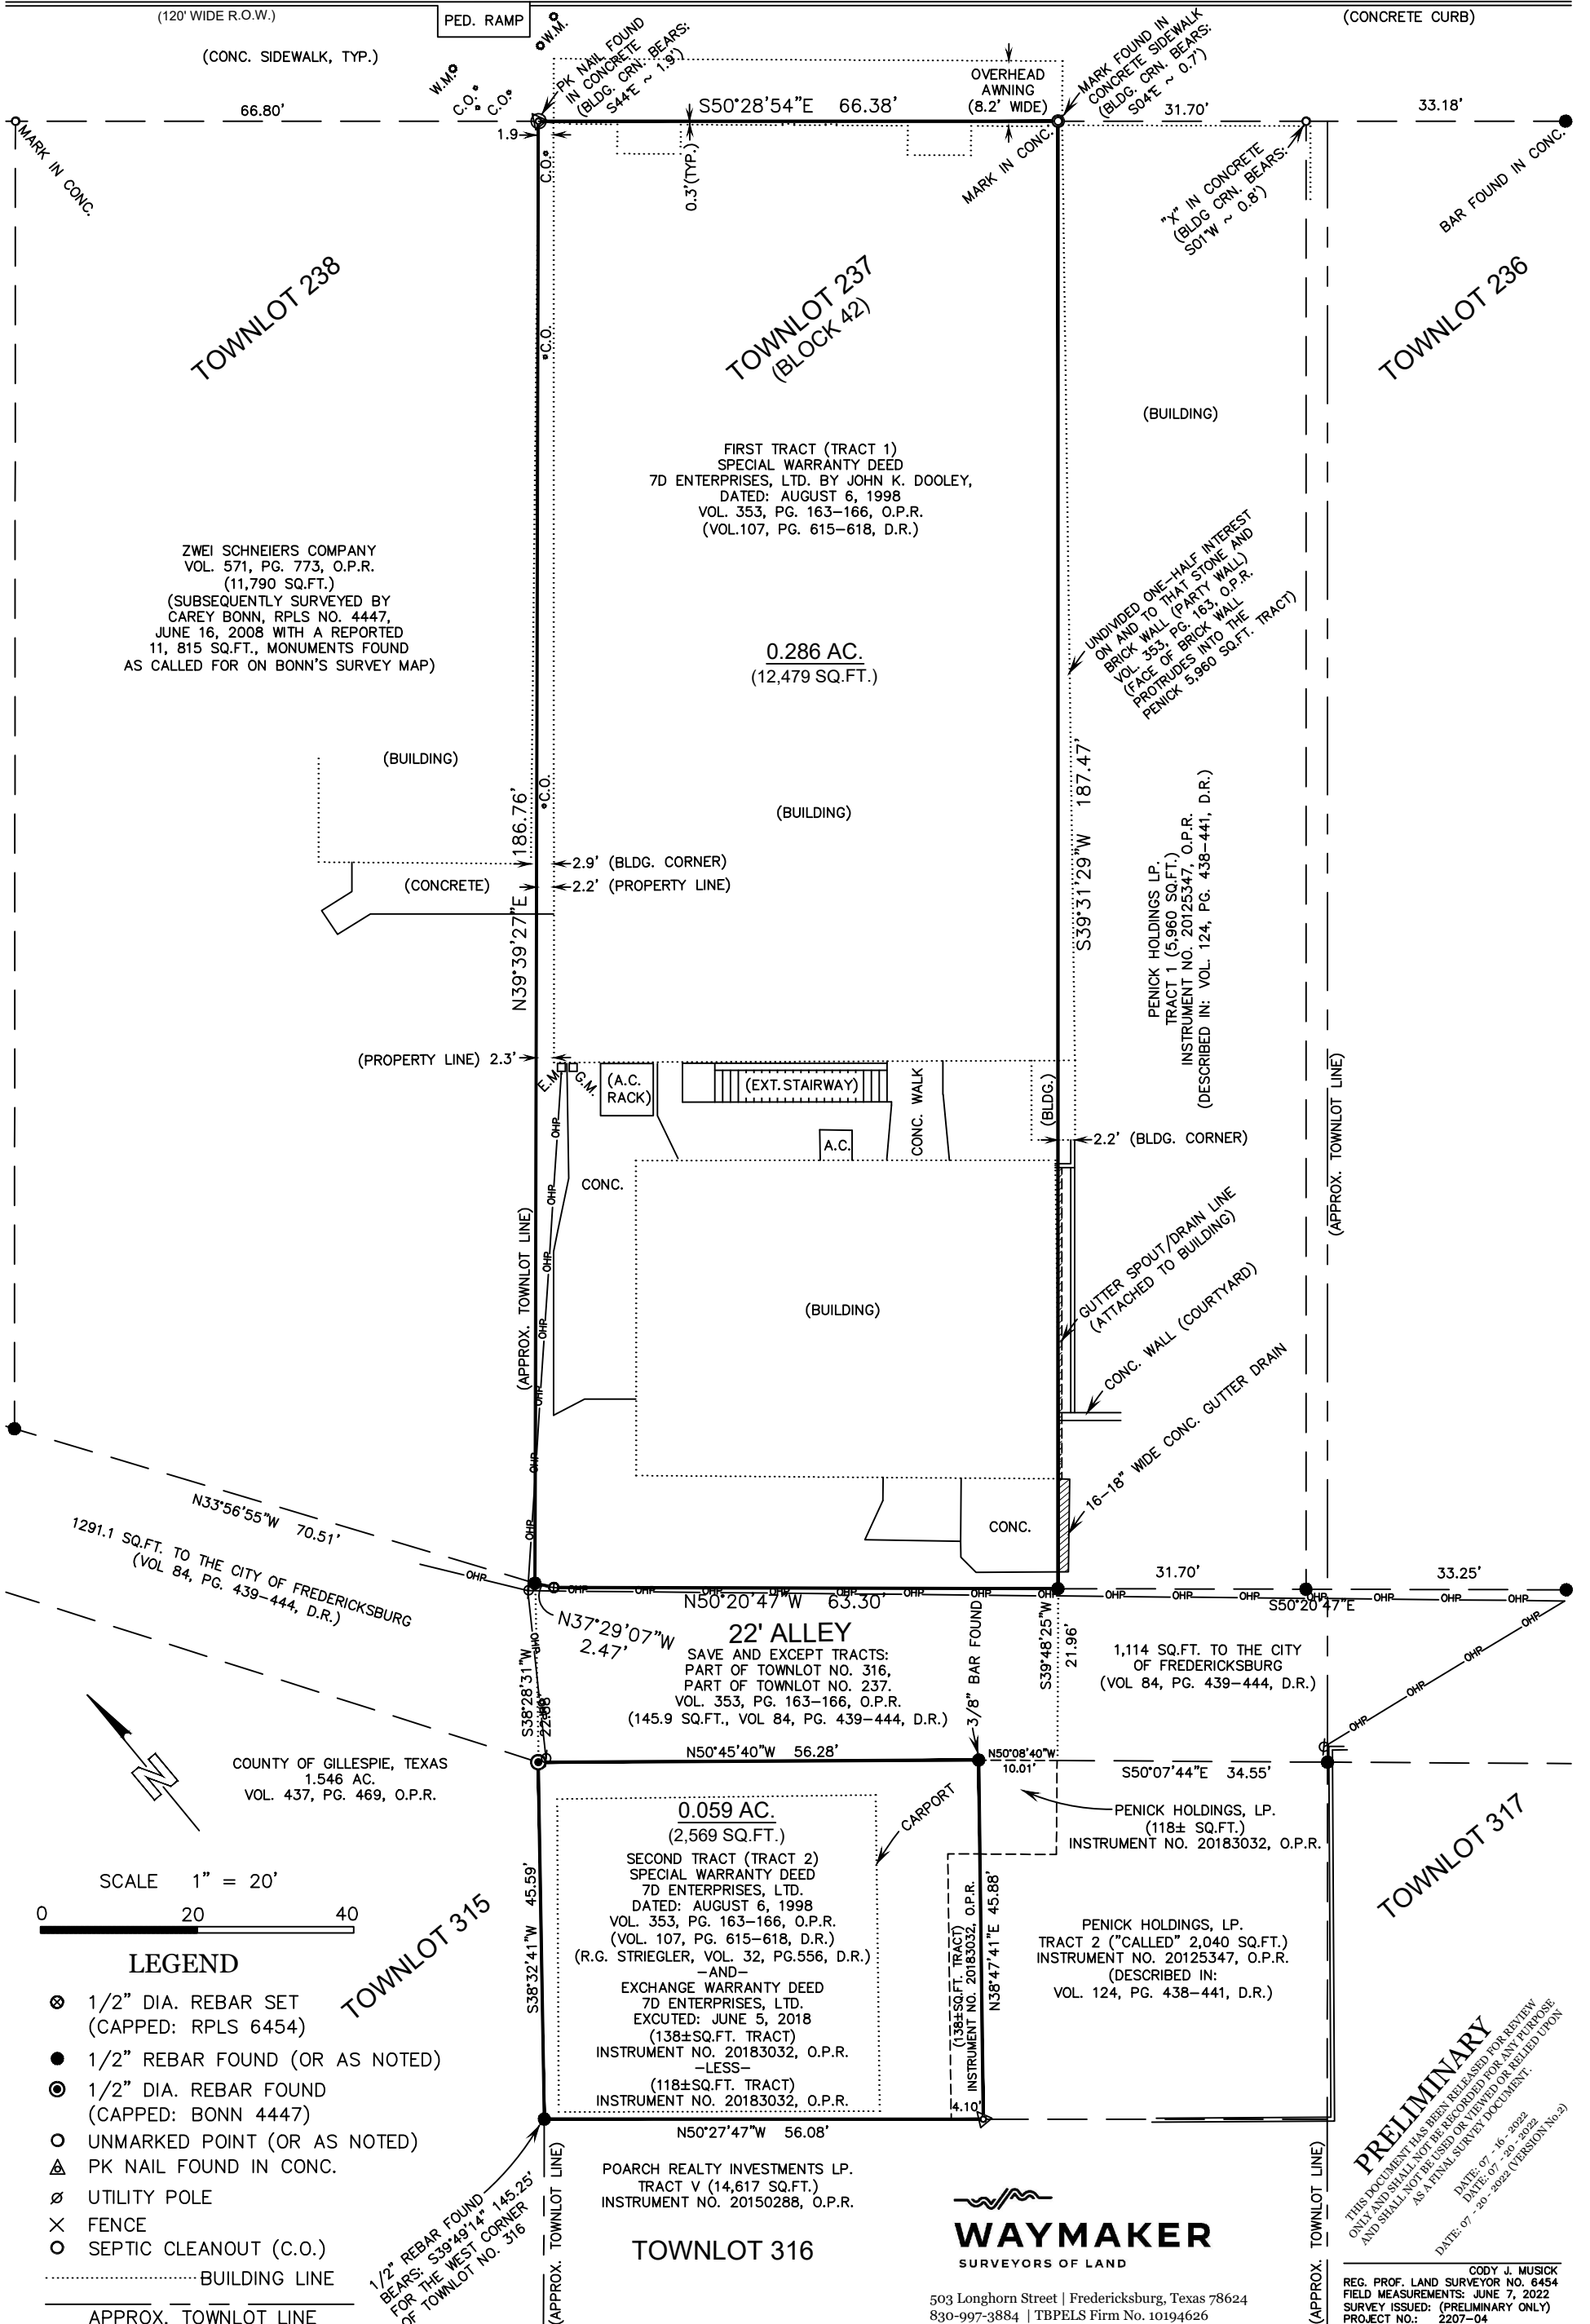 (120' WIDE R.O.W.)
PED. RAMP
(CONCRETE CURB)
(CONC. SIDEWALK, TYP.)
W.M.
W.M.
C.O.
C.O.
PK NAIL FOUND
IN CONCRETE
(BLDG. CRN. BEARS:
S44°E ~ 1.9')
OVERHEAD
AWNING
(8.2' WIDE)
MARK FOUND IN
CONCRETE SIDEWALK
(BLDG. CRN. BEARS:
S04°E ~ 0.7')
66.80'
S50°28'54"E 66.38'
31.70'
33.18'
MARK IN CONC.
1.9
C.O.
0.3'(TYP.)
MARK IN CONC.
"X" IN CONCRETE
(BLDG CRN. BEARS:
S01°W ~ 0.8')
BAR FOUND IN CONC.
TOWNLOT 238
TOWNLOT 237
(BLOCK 42)
TOWNLOT 236
C.O.
(BUILDING)
FIRST TRACT (TRACT 1)
SPECIAL WARRANTY DEED
7D ENTERPRISES, LTD. BY JOHN K. DOOLEY,
DATED: AUGUST 6, 1998
VOL. 353, PG. 163-166, O.P.R.
(VOL.107, PG. 615-618, D.R.)
ZWEI SCHNEIERS COMPANY
VOL. 571, PG. 773, O.P.R.
(11,790 SQ.FT.)
(SUBSEQUENTLY SURVEYED BY
CAREY BONN, RPLS NO. 4447,
JUNE 16, 2008 WITH A REPORTED
11, 815 SQ.FT., MONUMENTS FOUND
AS CALLED FOR ON BONN'S SURVEY MAP)
UNDIVIDED ONE-HALF INTEREST
ON AND TO THAT STONE AND
BRICK WALL (PARTY WALL)
VOL. 353, PG. 163, O.P.R.
(FACE OF BRICK WALL
PROTRUDES INTO THE
PENICK 5,960 SQ.FT. TRACT)
0.286 AC.
(12,479 SQ.FT.)
(BUILDING)
C.O.
(BUILDING)
N39°39'27"E 186.76'
S39°31'29"W 187.47'
2.9' (BLDG. CORNER)
(CONCRETE)
2.2' (PROPERTY LINE)
PENICK HOLDINGS LP.
TRACT 1 (5,960 SQ.FT.)
INSTRUMENT NO. 20125347, O.P.R.
(DESCRIBED IN: VOL. 124, PG. 438-441, D.R.)
(PROPERTY LINE) 2.3'
E.M.
G.M.
(A.C.
RACK)
(EXT.STAIRWAY)
CONC. WALK
(BLDG.)
A.C.
2.2' (BLDG. CORNER)
(APPROX. TOWNLOT LINE)
OHP
CONC.
OHP
(APPROX. TOWNLOT LINE)
OHP
OHP
OHP
OHP
OHP
(BUILDING)
GUTTER SPOUT/DRAIN LINE
(ATTACHED TO BUILDING)
CONC. WALL (COURTYARD)
16-18" WIDE CONC. GUTTER DRAIN
CONC.
N33°56'55"W 70.51'
1291.1 SQ.FT. TO THE CITY OF FREDERICKSBURG
(VOL 84, PG. 439-444, D.R.)
OHP
OHP
OHP
OHP
OHP
OHP
OHP
OHP
OHP
OHP
OHP
OHP
31.70'
33.25'
N50°20'47"W 63.30'
S50°20'47"E
N37°29'07"W
2.47'
OHP
S38°28'31"W
22.88'
22' ALLEY
SAVE AND EXCEPT TRACTS:
PART OF TOWNLOT NO. 316,
PART OF TOWNLOT NO. 237.
VOL. 353, PG. 163-166, O.P.R.
(145.9 SQ.FT., VOL 84, PG. 439-444, D.R.)
3/8" BAR FOUND
S39°48'25"W
21.96'
1,114 SQ.FT. TO THE CITY
OF FREDERICKSBURG
(VOL 84, PG. 439-444, D.R.)
OHP
OHP
OHP
OHP
N50°45'40"W 56.28'
N50°08'40"W
10.01'
S50°07'44"E 34.55'
N
COUNTY OF GILLESPIE, TEXAS
1.546 AC.
VOL. 437, PG. 469, O.P.R.
0.059 AC.
(2,569 SQ.FT.)
CARPORT
PENICK HOLDINGS, LP.
(118± SQ.FT.)
INSTRUMENT NO. 20183032, O.P.R.
TOWNLOT 317
SECOND TRACT (TRACT 2)
SPECIAL WARRANTY DEED
7D ENTERPRISES, LTD.
DATED: AUGUST 6, 1998
VOL. 353, PG. 163-166, O.P.R.
(VOL. 107, PG. 615-618, D.R.)
(R.G. STRIEGLER, VOL. 32, PG.556, D.R.)
-AND-
EXCHANGE WARRANTY DEED
7D ENTERPRISES, LTD.
EXCUTED: JUNE 5, 2018
(138±SQ.FT. TRACT)
INSTRUMENT NO. 20183032, O.P.R.
-LESS-
(118±SQ.FT. TRACT)
INSTRUMENT NO. 20183032, O.P.R.
S38°32'41"W 45.59'
(138±SQ.FT. TRACT)
INSTRUMENT NO. 20183032, O.P.R.
N38°47'41"E 45.88'
4.10'
PENICK HOLDINGS, LP.
TRACT 2 ("CALLED" 2,040 SQ.FT.)
INSTRUMENT NO. 20125347, O.P.R.
(DESCRIBED IN:
VOL. 124, PG. 438-441, D.R.)
N50°27'47"W 56.08'
TOWNLOT 315
SCALE 1" = 20'
0 20 40
LEGEND
1/2" DIA. REBAR SET
(CAPPED: RPLS 6454)
1/2" REBAR FOUND (OR AS NOTED)
1/2" DIA. REBAR FOUND
(CAPPED: BONN 4447)
UNMARKED POINT (OR AS NOTED)
PK NAIL FOUND IN CONC.
UTILITY POLE
FENCE
SEPTIC CLEANOUT (C.O.)
BUILDING LINE
APPROX. TOWNLOT LINE
1/2" REBAR FOUND
BEARS: S39°49'14" 145.25'
FOR THE WEST CORNER
OF TOWNLOT NO. 316
(APPROX. TOWNLOT LINE)
POARCH REALTY INVESTMENTS LP.
TRACT V (14,617 SQ.FT.)
INSTRUMENT NO. 20150288, O.P.R.
TOWNLOT 316
WAYMAKER
SURVEYORS OF LAND
503 Longhorn Street | Fredericksburg, Texas 78624
830-997-3884 | TBPELS Firm No. 10194626
(APPROX. TOWNLOT LINE)
PRELIMINARY
THIS DOCUMENT HAS BEEN RELEASED FOR REVIEW
ONLY AND SHALL NOT BE RECORDED FOR ANY PURPOSE
AND SHALL NOT BE USED OR VIEWED OR RELIED UPON
AS A FINAL SURVEY DOCUMENT.
DATE: 07 - 16 - 2022
DATE: 07 - 20 - 2022
DATE: 07 - 20 - 2022 (VERSION No.2)
CODY J. MUSICK
REG. PROF. LAND SURVEYOR NO. 6454
FIELD MEASUREMENTS: JUNE 7, 2022
SURVEY ISSUED: (PRELIMINARY ONLY)
PROJECT NO.: 2207-04